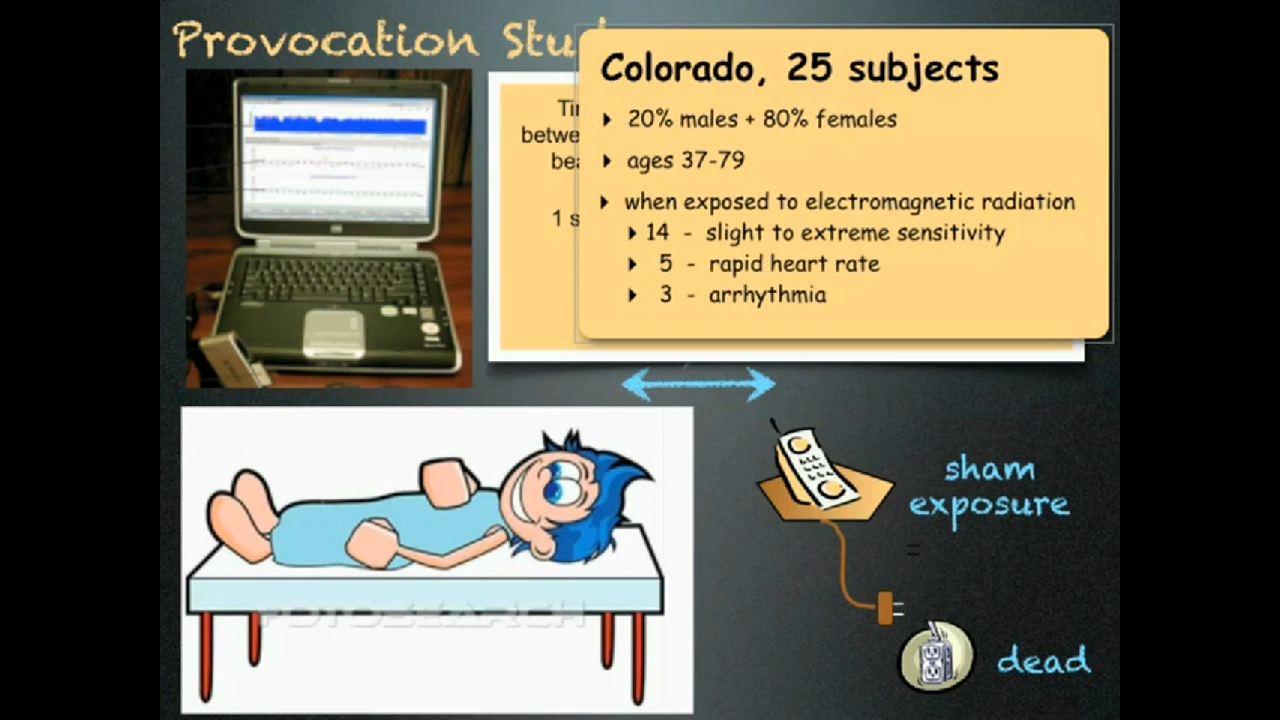 Provocation Stu
Colorado, 25 subjects
20% males + 80% females
ages 37-79
when exposed to electromagnetic radiation
14 - slight to extreme sensitivity
5 - rapid heart rate
3 - arrhythmia
Ti
betwe
bea
1 s
sham
exposure
=
dead
FOTOSEARCH